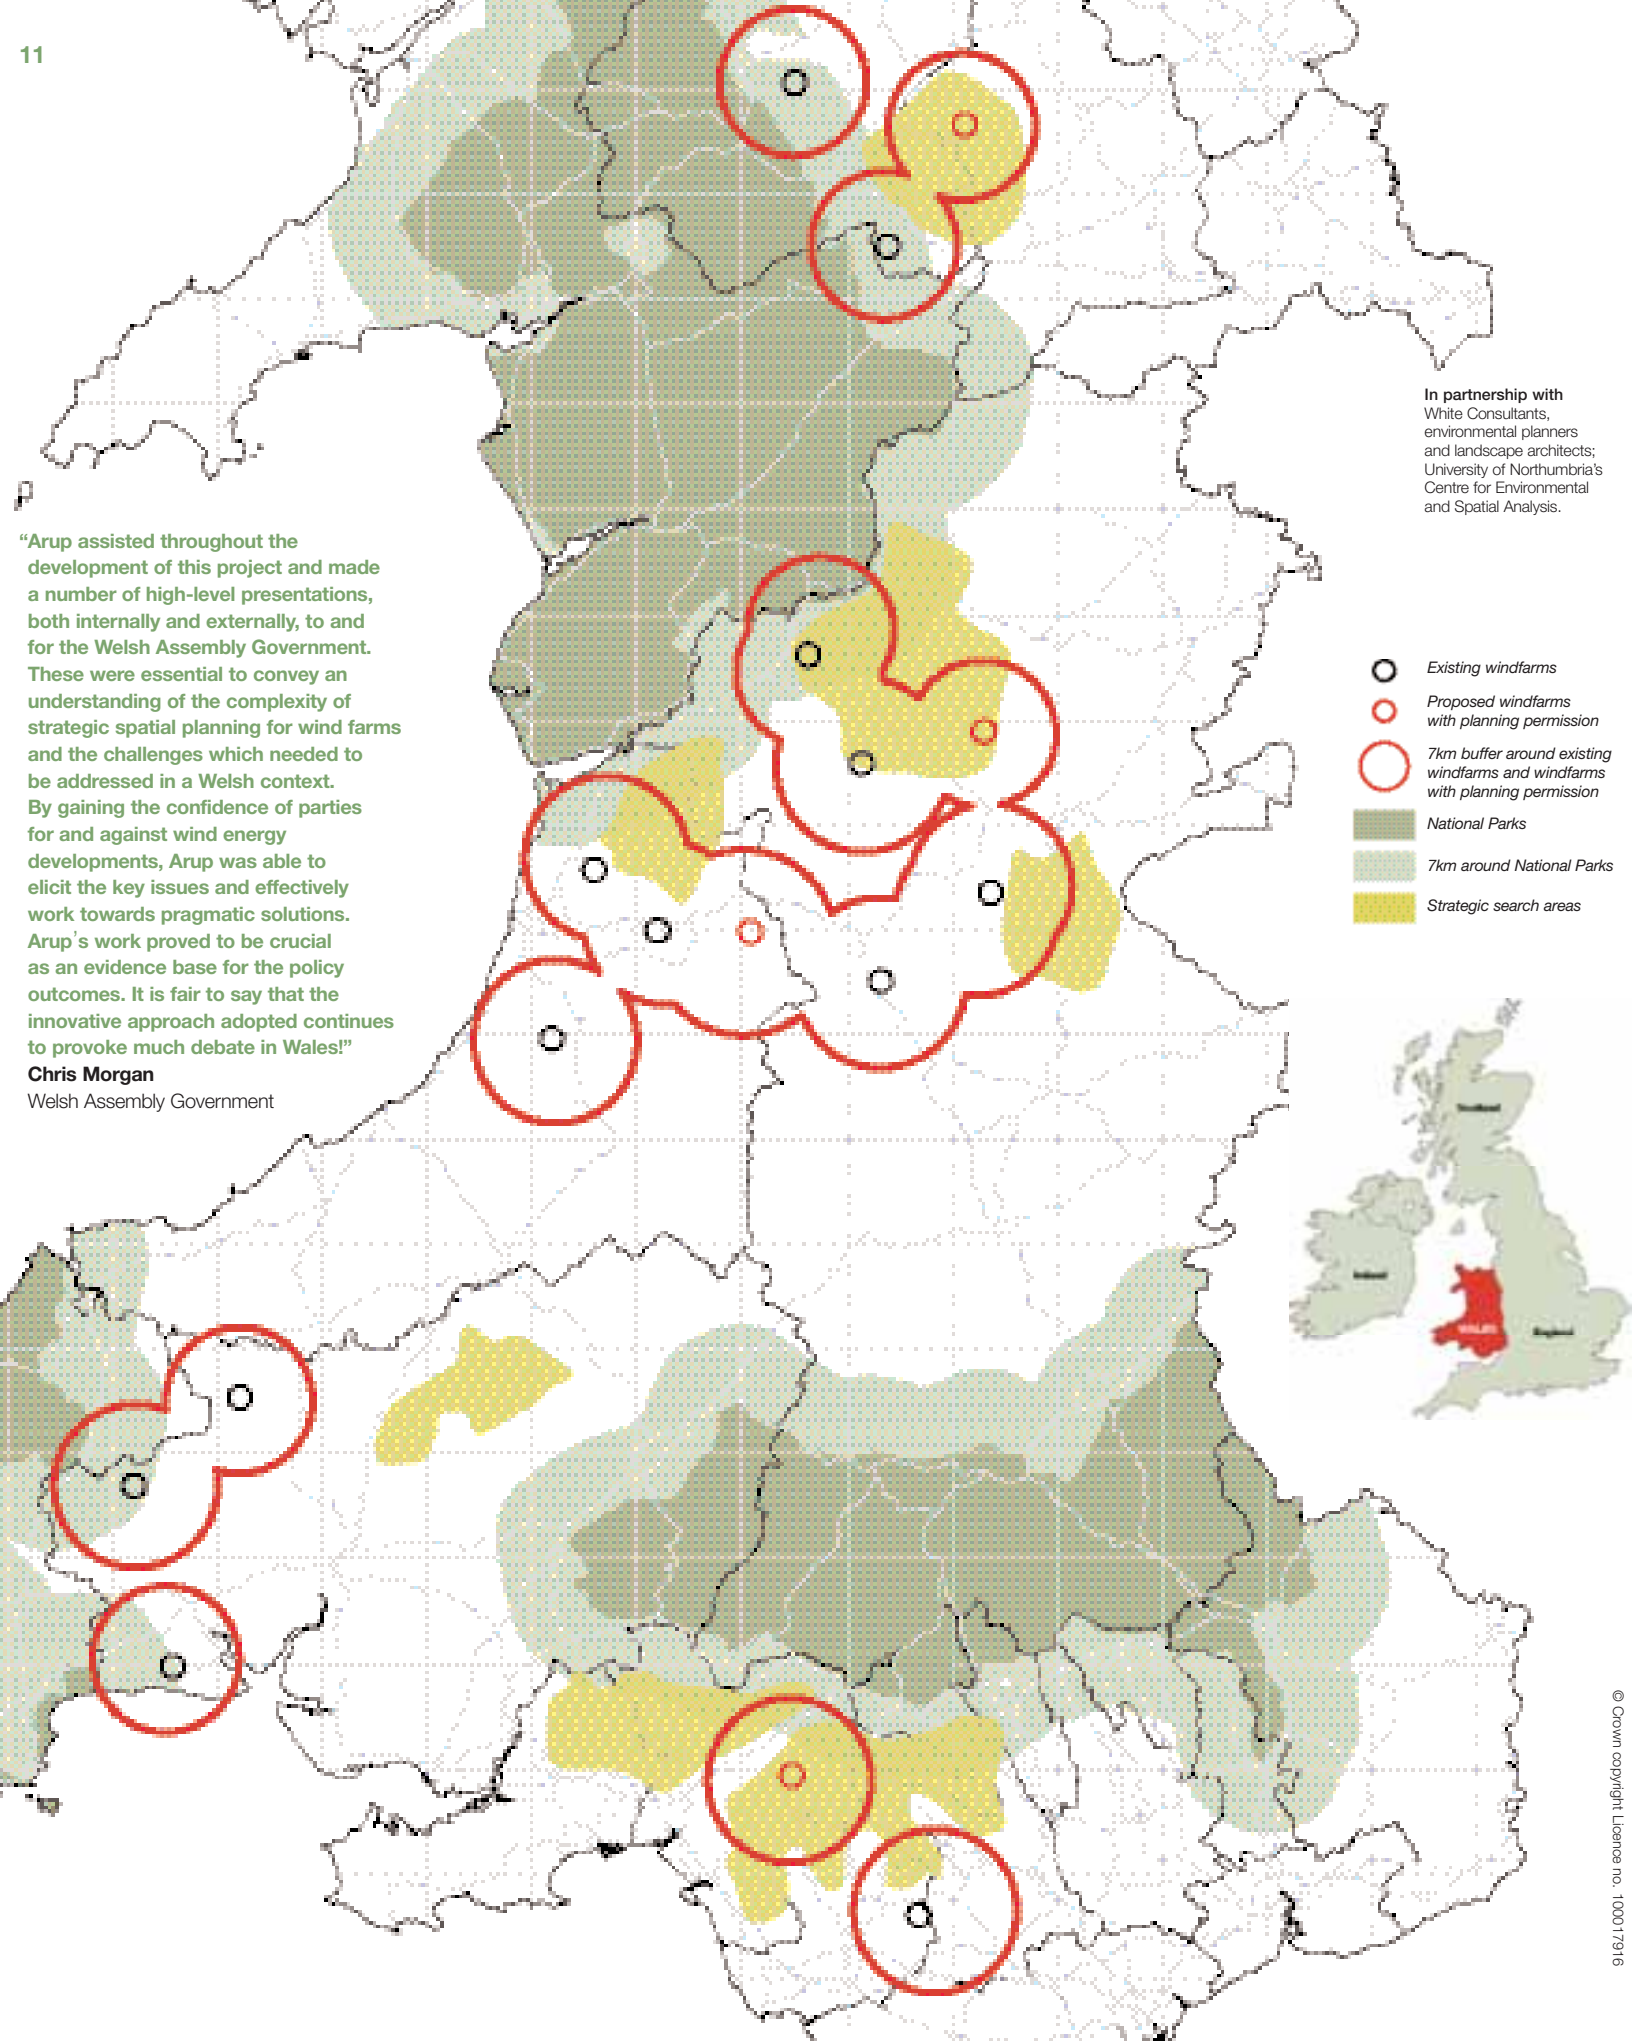 11
In partnership with
White Consultants,
environmental planners
and landscape architects;
University of Northumbria's
Centre for Environmental
and Spatial Analysis.
“Arup assisted throughout the
development of this project and made
a number of high-level presentations,
both internally and externally, to and
for the Welsh Assembly Government.
These were essential to convey an
understanding of the complexity of
strategic spatial planning for wind farms
and the challenges which needed to
be addressed in a Welsh context.
By gaining the confidence of parties
for and against wind energy
developments, Arup was able to
elicit the key issues and effectively
work towards pragmatic solutions.
Arup's work proved to be crucial
as an evidence base for the policy
outcomes. It is fair to say that the
innovative approach adopted continues
to provoke much debate in Wales!”
Chris Morgan
Welsh Assembly Government
Existing windfarms
Proposed windfarms
with planning permission
7km buffer around existing
windfarms and windfarms
with planning permission
National Parks
7km around National Parks
Strategic search areas
Scotland
Ireland
WALES
England
© Crown copyright Licence no. 100017916